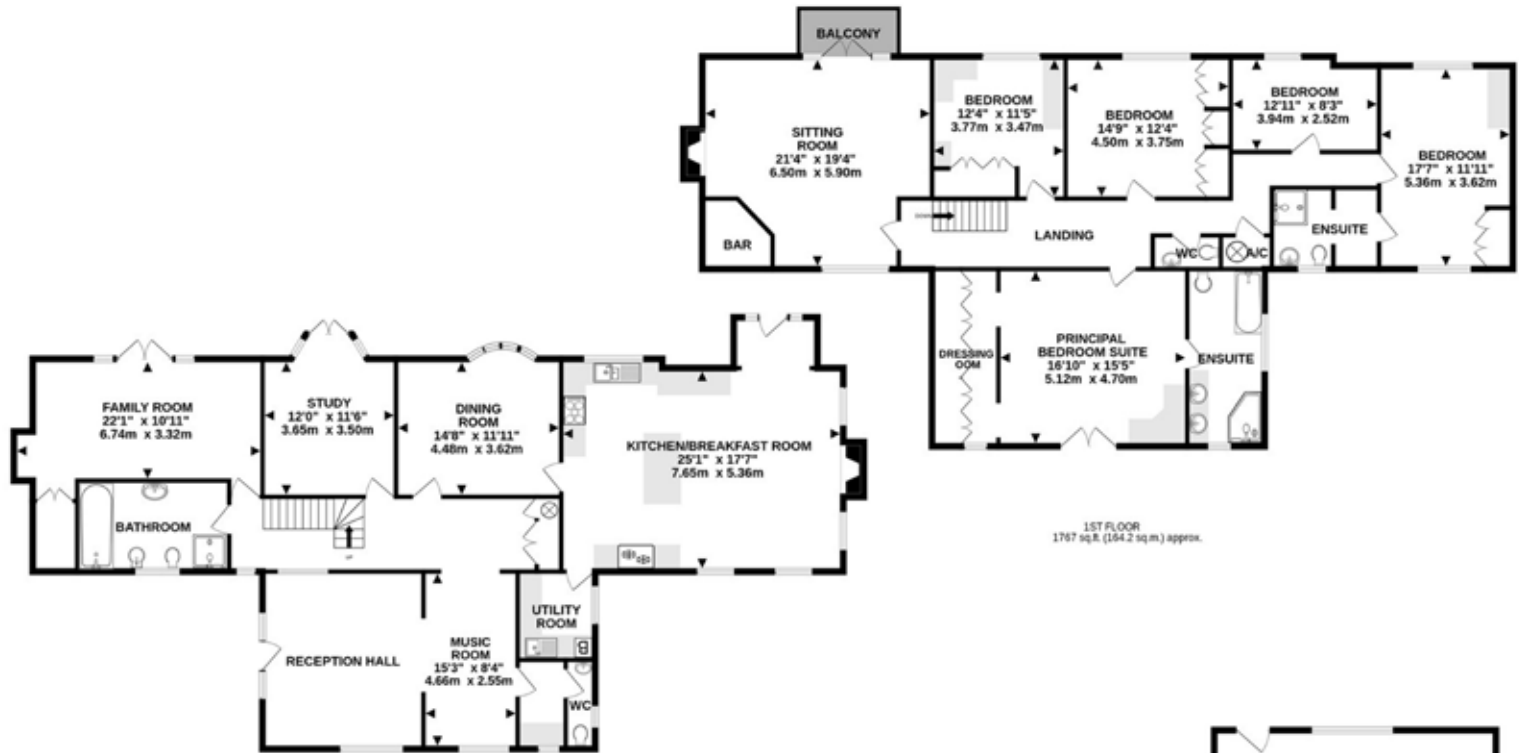 BALCONY
SITTING
ROOM
21'4" x 19'4"
6.50m x 5.90m
BAR
BEDROOM
12'4" x 11'5"
3.77m x 3.47m
BEDROOM
14'9" x 12'4"
4.50m x 3.75m
BEDROOM
12'11" x 8'3"
3.94m x 2.52m
BEDROOM
17'7" x 11'11"
5.36m x 3.62m
LANDING
WC
A/C
ENSUITE
DRESSING
OOM
PRINCIPAL
BEDROOM SUITE
16'10" x 15'5"
5.12m x 4.70m
ENSUITE
1ST FLOOR
1767 sq.ft. (164.2 sq.m.) approx.
FAMILY ROOM
22'1" x 10'11"
6.74m x 3.32m
STUDY
12'0" x 11'6"
3.65m x 3.50m
DINING
ROOM
14'8" x 11'11"
4.48m x 3.62m
KITCHEN/BREAKFAST ROOM
25'1" x 17'7"
7.65m x 5.36m
BATHROOM
RECEPTION HALL
MUSIC
ROOM
15'3" x 8'4"
4.66m x 2.55m
UTILITY
ROOM
WC